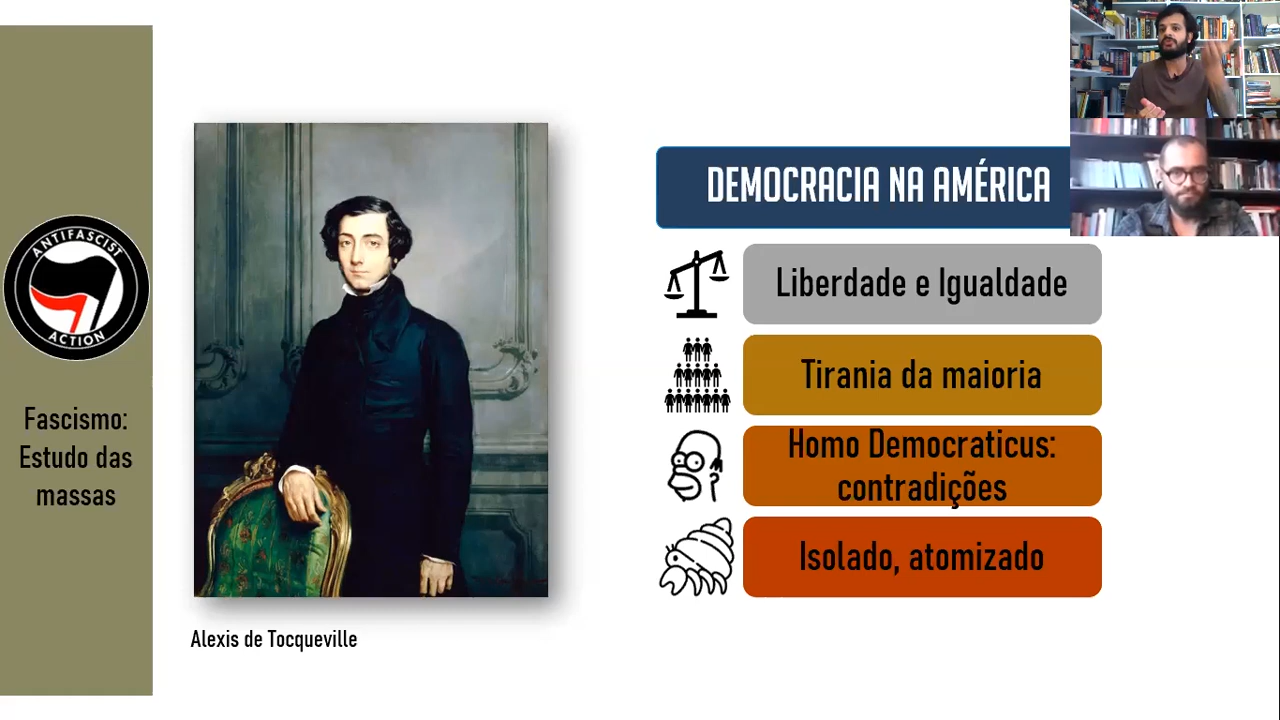 ANTIFASCIST
ACTION
Fascismo:
Estudo das
massas
Alexis de Tocqueville
DEMOCRACIA NA AMÉRICA
Liberdade e Igualdade
Tirania da maioria
Homo Democraticus:
contradições
Isolado, atomizado